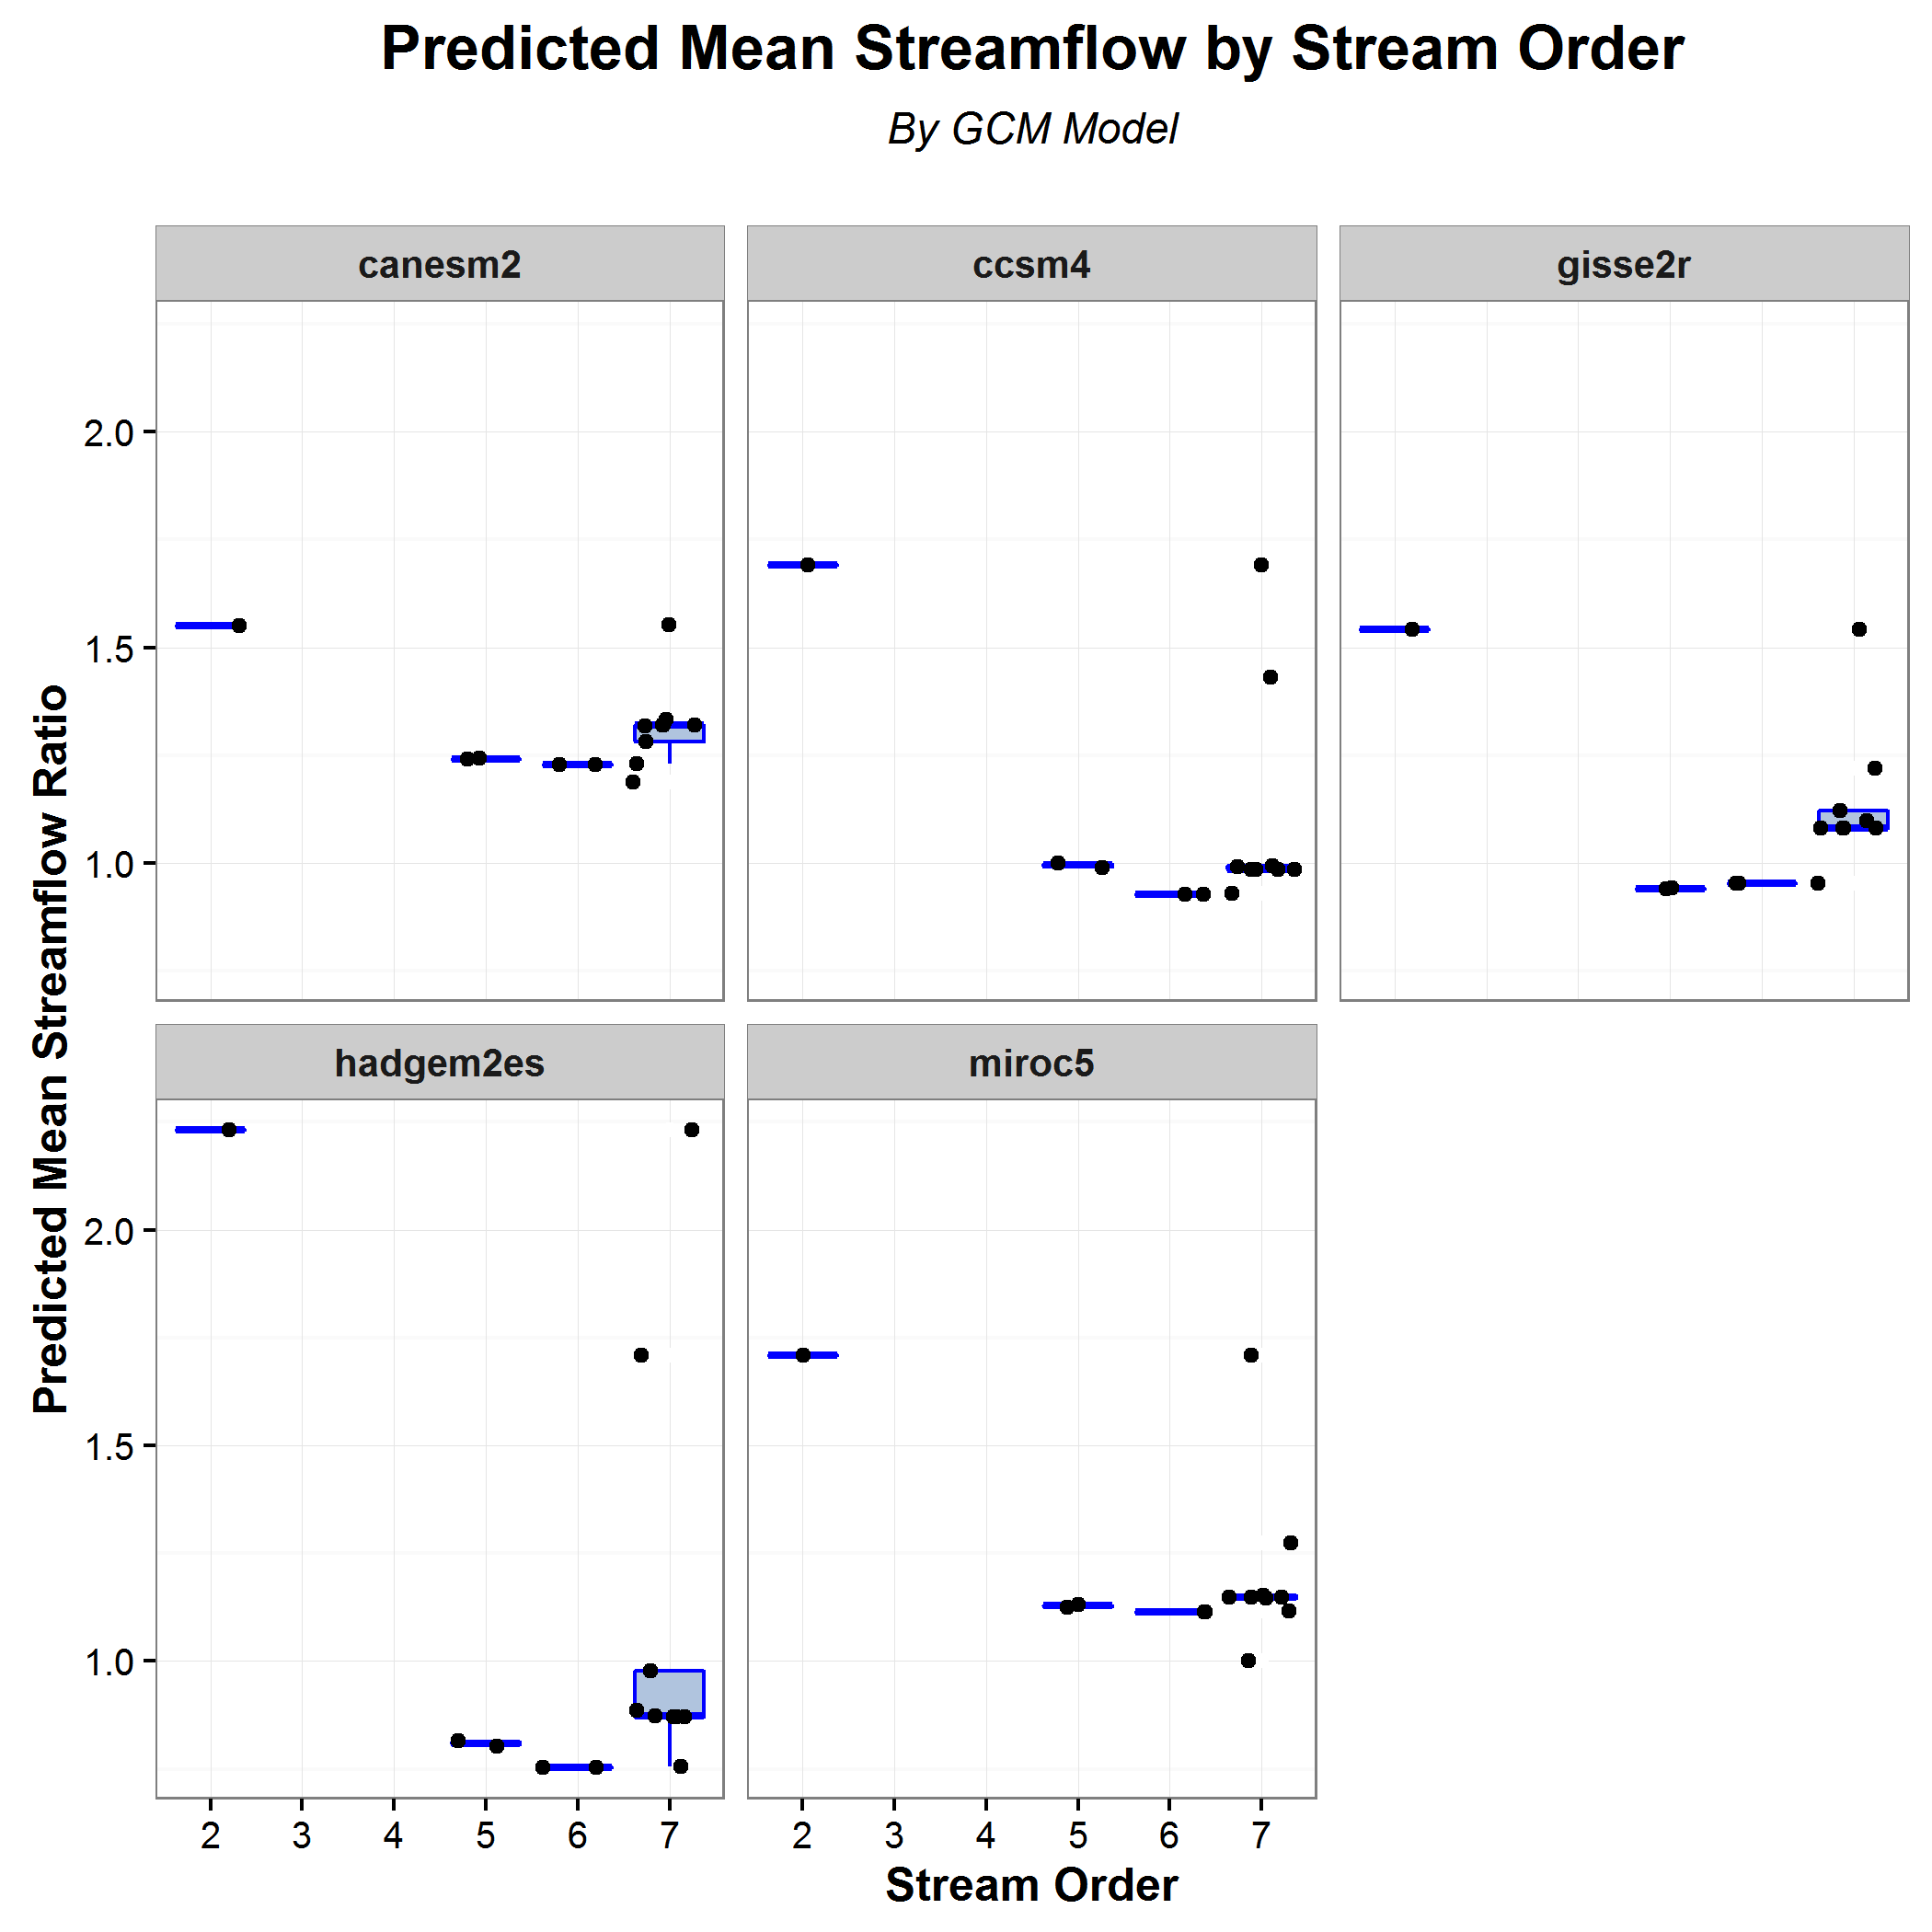 Predicted Mean Streamflow by Stream Order
By GCM Model
canesm2
ccsm4
gisse2r
2.0
1.5
1.0
hadgem2es
miroc5
2.0
1.5
1.0
2 3 4 5 6 7
2 3 4 5 6 7
Stream Order
Predicted Mean Streamflow Ratio